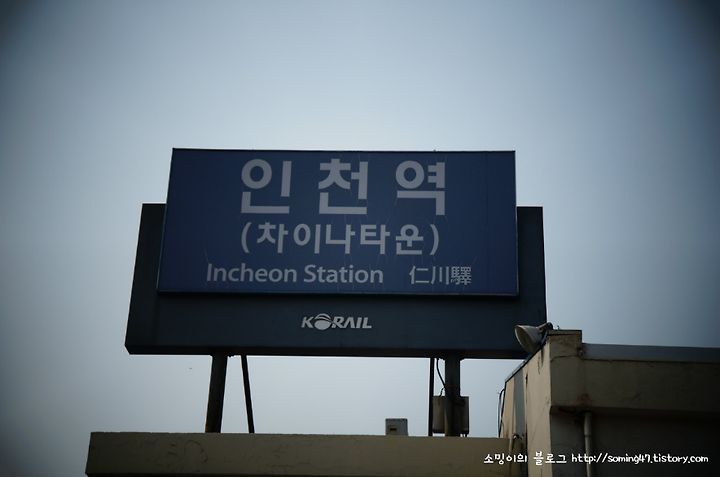 인천역
(차이나타운)
Incheon Station 仁川驛
KORAIL
소밍이의 블로그 http://soming47.tistory.com